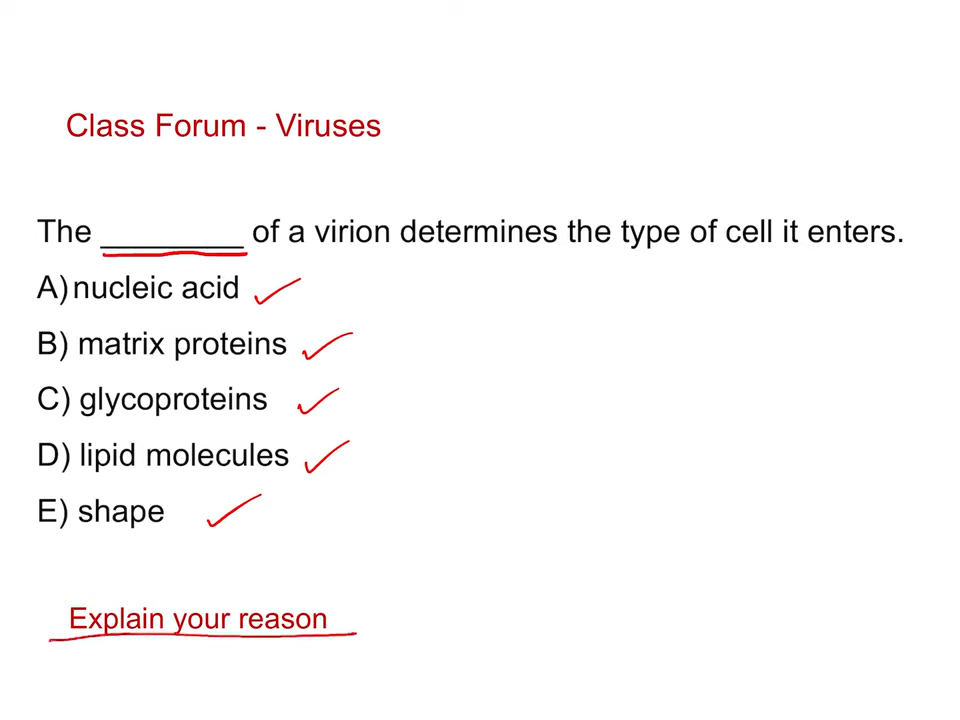 Class Forum - Viruses
The ________ of a virion determines the type of cell it enters.
A) nucleic acid
B) matrix proteins
C) glycoproteins
D) lipid molecules
E) shape
Explain your reason